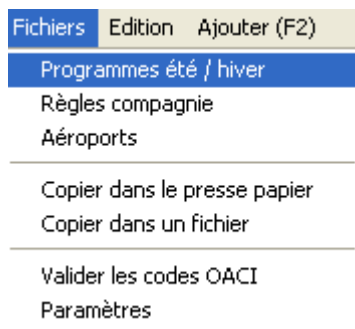 Fichiers Edition Ajouter (F2)
Programmes été / hiver
Règles compagnie
Aéroports
Copier dans le presse papier
Copier dans un fichier
Valider les codes OACI
Paramètres